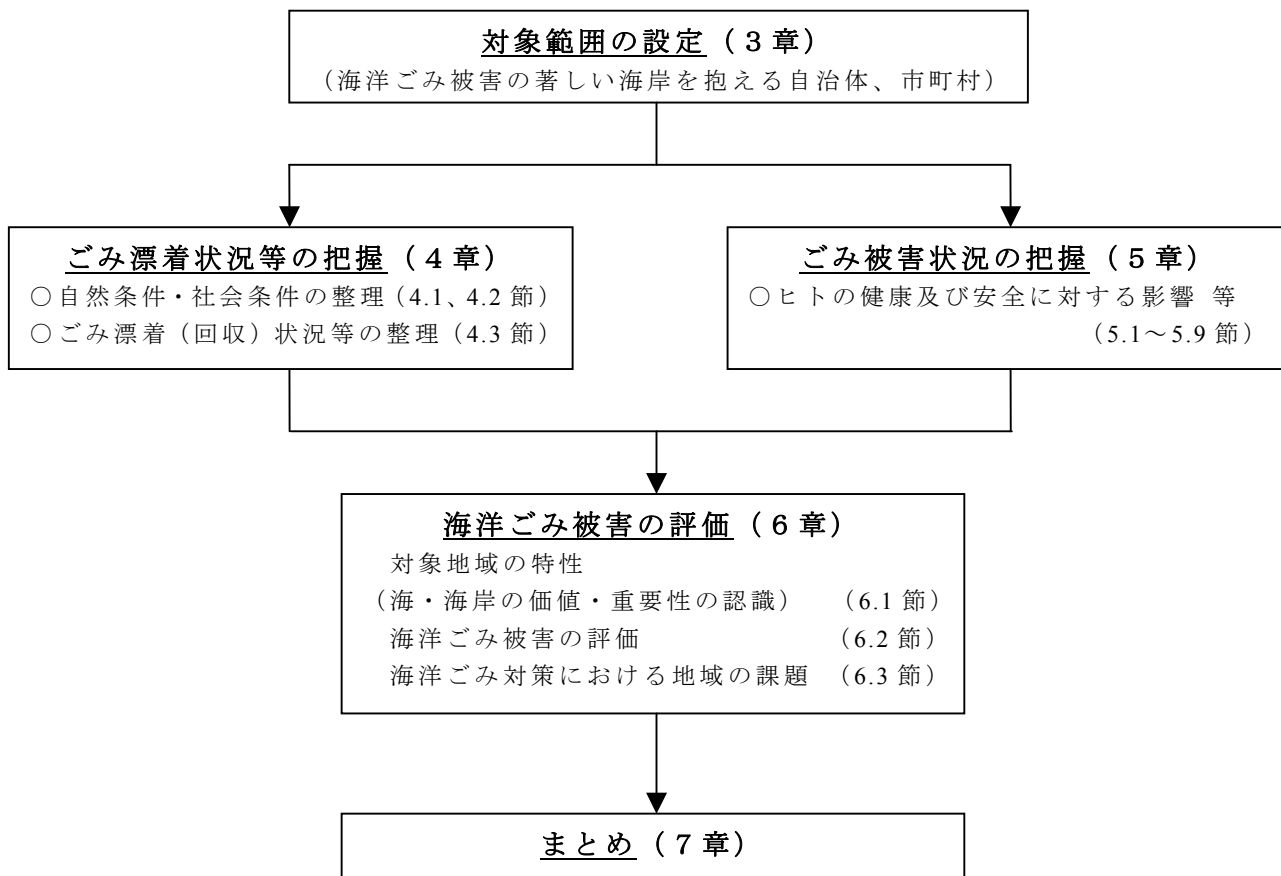 対象範囲の設定（３章）
（海洋ごみ被害の著しい海岸を抱える自治体、市町村）
ごみ漂着状況等の把握（４章）
○自然条件・社会条件の整理（4.1、4.2 節）
○ごみ漂着（回収）状況等の整理（4.3 節）
ごみ被害状況の把握（５章）
○ヒトの健康及び安全に対する影響 等
（5.1～5.9 節）
海洋ごみ被害の評価（６章）
対象地域の特性
（海・海岸の価値・重要性の認識） （6.1 節）
海洋ごみ被害の評価 （6.2 節）
海洋ごみ対策における地域の課題 （6.3 節）
まとめ（７章）